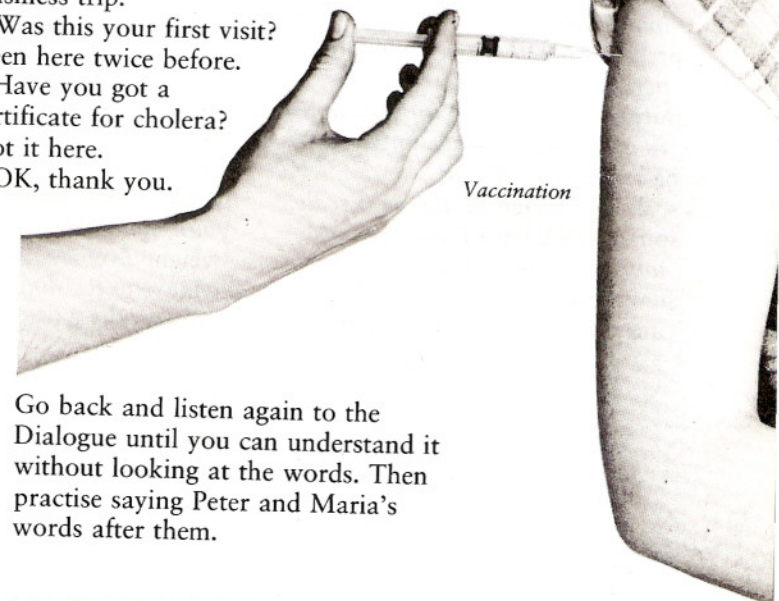 trip.
Was this your first visit?
en here twice before.
Have you got a
rtificate for cholera?
ot it here.
OK, thank you.
Vaccination
Go back and listen again to the
Dialogue until you can understand it
without looking at the words. Then
practise saying Peter and Maria's
words after them.